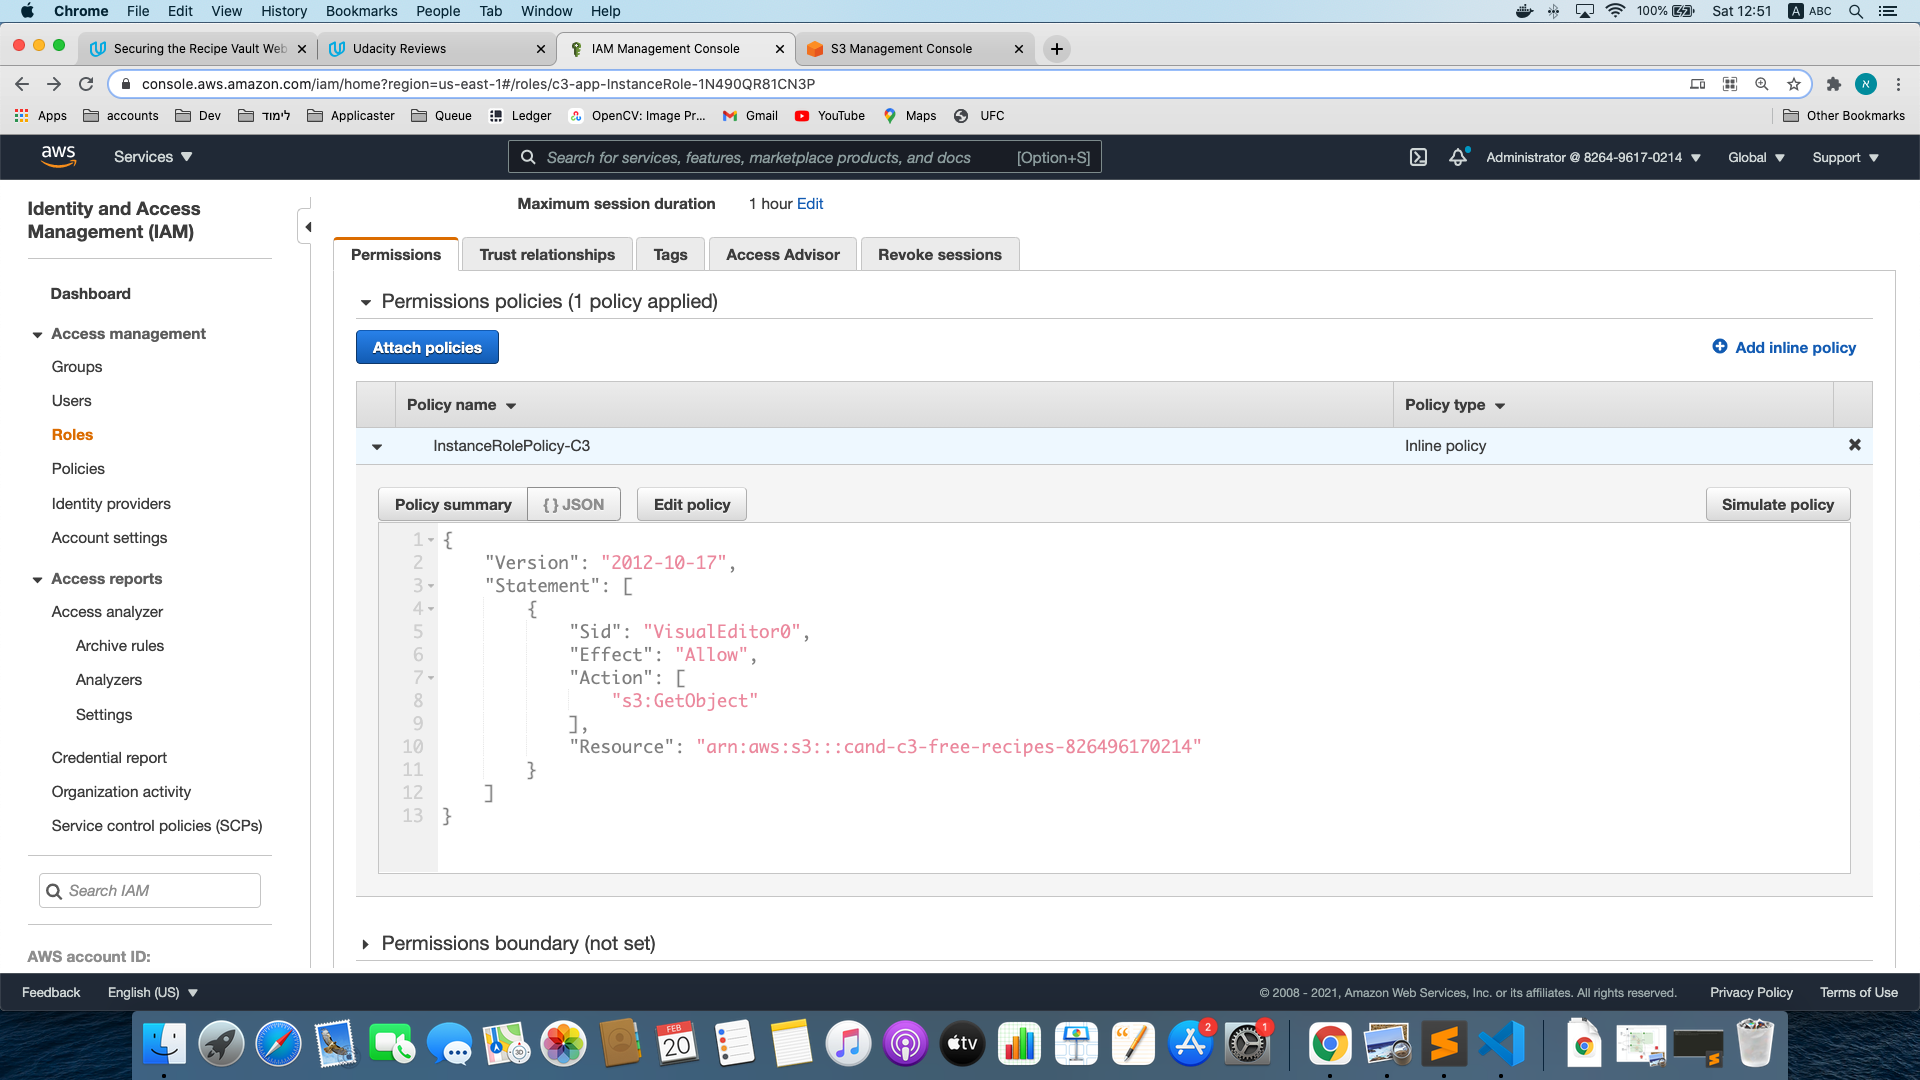 Chrome File Edit View History Bookmarks People Tab Window Help 100% Sat 12:51 A ABC
Securing the Recipe Vault Web Udacity Reviews IAM Management Console S3 Management Console
console.aws.amazon.com/iam/home?region=us-east-1#/roles/c3-app-InstanceRole-1N490QR81CN3P א
Apps accounts Dev לימוד Applicaster Queue Ledger OpenCV: Image Pr... Gmail YouTube Maps UFC Other Bookmarks
aws Services Search for services, features, marketplace products, and docs [Option+S] Administrator @ 8264-9617-0214 Global Support
Identity and Access
Management (IAM)
Dashboard
Access management
Groups
Users
Roles
Policies
Identity providers
Account settings
Access reports
Access analyzer
Archive rules
Analyzers
Settings
Credential report
Organization activity
Service control policies (SCPs)
Search IAM
AWS account ID:
Maximum session duration 1 hour Edit
Permissions Trust relationships Tags Access Advisor Revoke sessions
Permissions policies (1 policy applied)
Attach policies Add inline policy
Policy name Policy type
InstanceRolePolicy-C3 Inline policy
Policy summary { } JSON Edit policy Simulate policy
1 {
2 "Version": "2012-10-17",
3 "Statement": [
4 {
5 "Sid": "VisualEditor0",
6 "Effect": "Allow",
7 "Action": [
8 "s3:GetObject"
9 ],
10 "Resource": "arn:aws:s3:::cand-c3-free-recipes-826496170214"
11 }
12 ]
13 }
Permissions boundary (not set)
Feedback English (US) © 2008 - 2021, Amazon Web Services, Inc. or its affiliates. All rights reserved. Privacy Policy Terms of Use
3D FEB 20 tv 2 1